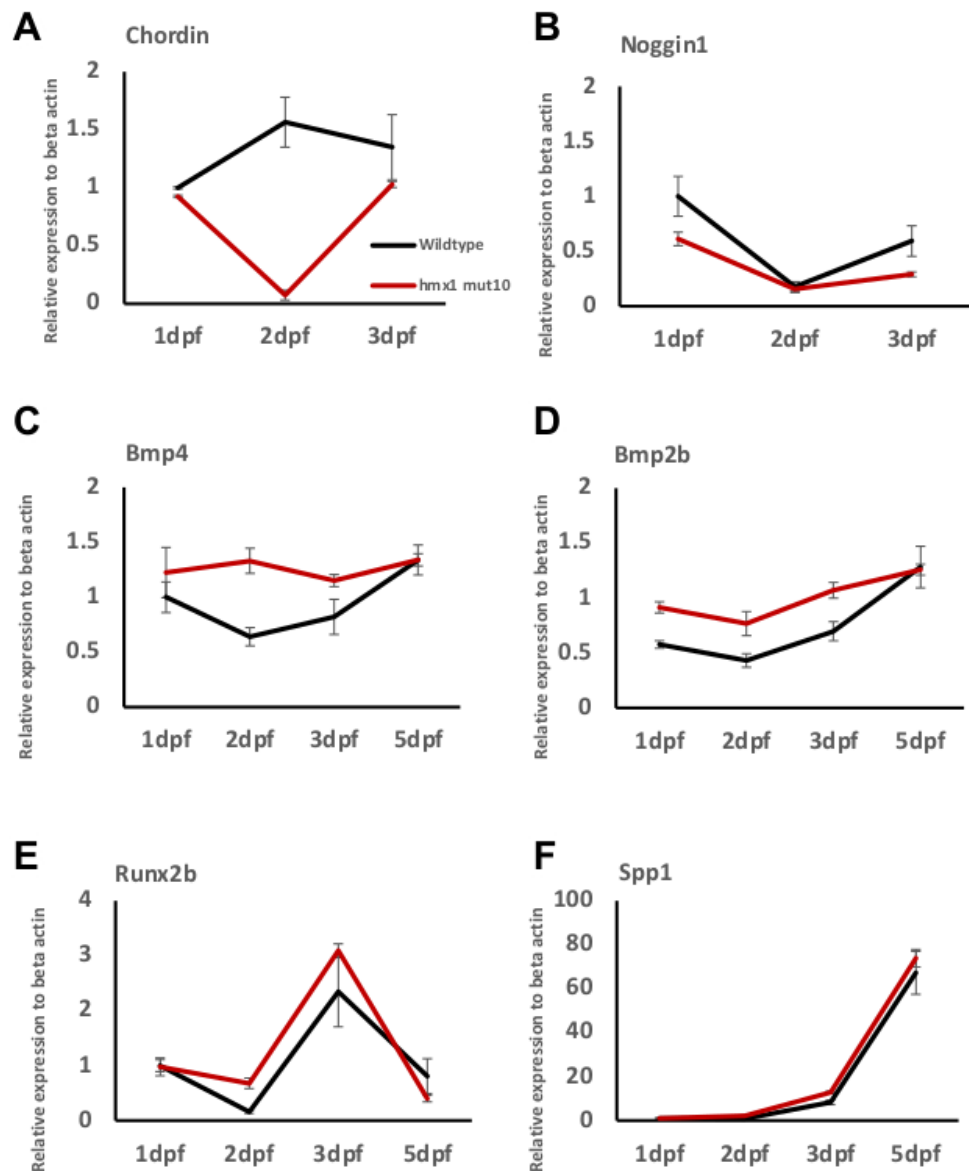 A
Chordin
Relative expression to beta actin
2
1.5
1
0.5
0
1dpf 2dpf 3dpf
Wildtype
hmx1 mut10
B
Noggin1
Relative expression to beta actin
2
1.5
1
0.5
0
1dpf 2dpf 3dpf
C
Bmp4
Relative expression to beta actin
2
1.5
1
0.5
0
1dpf 2dpf 3dpf 5dpf
D
Bmp2b
Relative expression to beta actin
2
1.5
1
0.5
0
1dpf 2dpf 3dpf 5dpf
E
Runx2b
Relative expression to beta actin
4
3
2
1
0
1dpf 2dpf 3dpf 5dpf
F
Spp1
Relative expression to beta actin
100
80
60
40
20
0
1dpf 2dpf 3dpf 5dpf